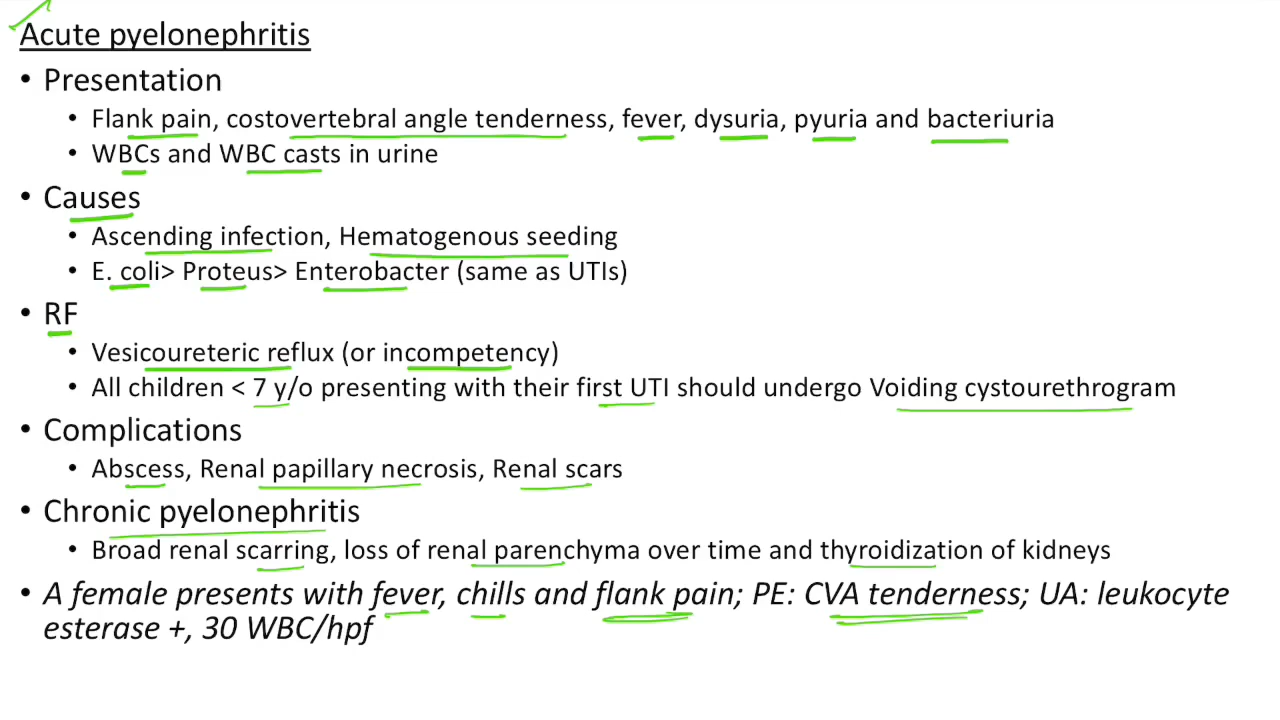 Acute pyelonephritis
• Presentation
• Flank pain, costovertebral angle tenderness, fever, dysuria, pyuria and bacteriuria
• WBCs and WBC casts in urine
• Causes
• Ascending infection, Hematogenous seeding
• E. coli> Proteus> Enterobacter (same as UTIs)
• RF
• Vesicoureteric reflux (or incompetency)
• All children < 7 y/o presenting with their first UTI should undergo Voiding cystourethrogram
• Complications
• Abscess, Renal papillary necrosis, Renal scars
• Chronic pyelonephritis
• Broad renal scarring, loss of renal parenchyma over time and thyroidization of kidneys
• A female presents with fever, chills and flank pain; PE: CVA tenderness; UA: leukocyte
esterase +, 30 WBC/hpf